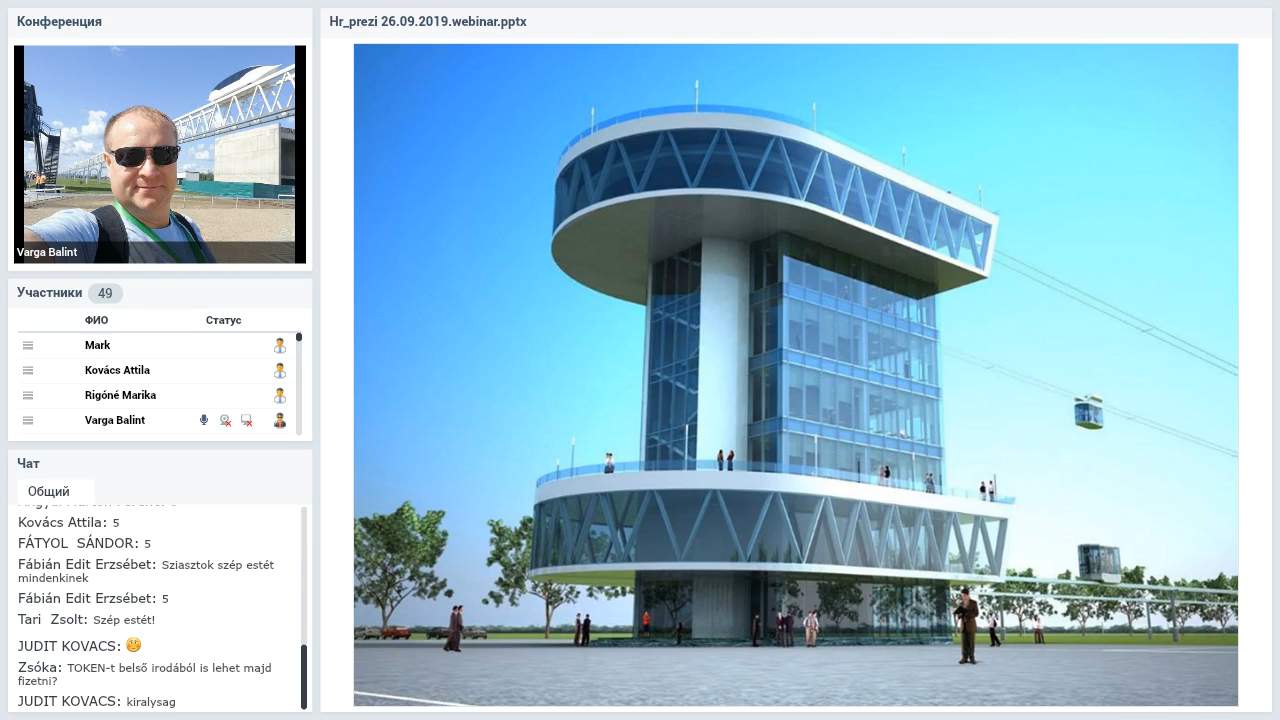 Конференция
Varga Balint
Участники 49
ФИО Статус
Mark
Kovács Attila
Rigóné Marika
Varga Balint
Чат
Общий
Kovács Attila: 5
FÁTYOL SÁNDOR: 5
Fábián Edit Erzsébet: Sziasztok szép estét
mindenkinek
Fábián Edit Erzsébet: 5
Tari Zsolt: Szép estét!
JUDIT KOVACS:
Zsóka: TOKEN-t belső irodából is lehet majd
fizetni?
JUDIT KOVACS: kiralysag
Hr_prezi 26.09.2019.webinar.pptx